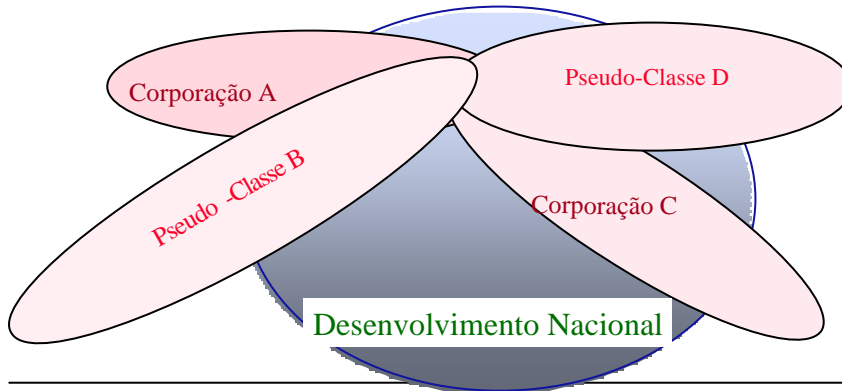 Corporação A
Pseudo-Classe D
Pseudo -Classe B
Corporação C
Desenvolvimento Nacional